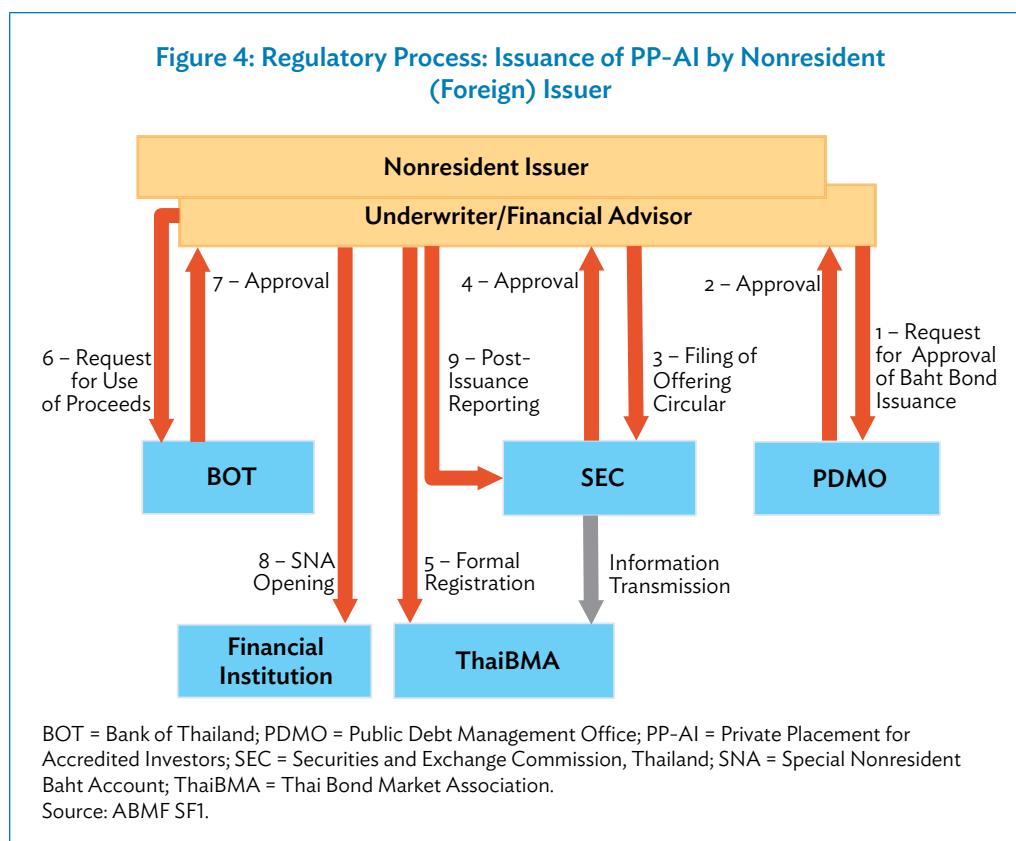 Figure 4: Regulatory Process: Issuance of PP-AI by Nonresident
(Foreign) Issuer
Nonresident Issuer
Underwriter/Financial Advisor
7 – Approval
4 – Approval
2 – Approval
6 – Request
for Use
of Proceeds
9 – Post-
Issuance
Reporting
3 – Filing of
Offering
Circular
1 – Request
for Approval
of Baht Bond
Issuance
BOT
SEC
PDMO
8 – SNA
Opening
5 – Formal
Registration
Information
Transmission
Financial
Institution
ThaiBMA
BOT = Bank of Thailand; PDMO = Public Debt Management Office; PP-AI = Private Placement for
Accredited Investors; SEC = Securities and Exchange Commission, Thailand; SNA = Special Nonresident
Baht Account; ThaiBMA = Thai Bond Market Association.
Source: ABMF SF1.